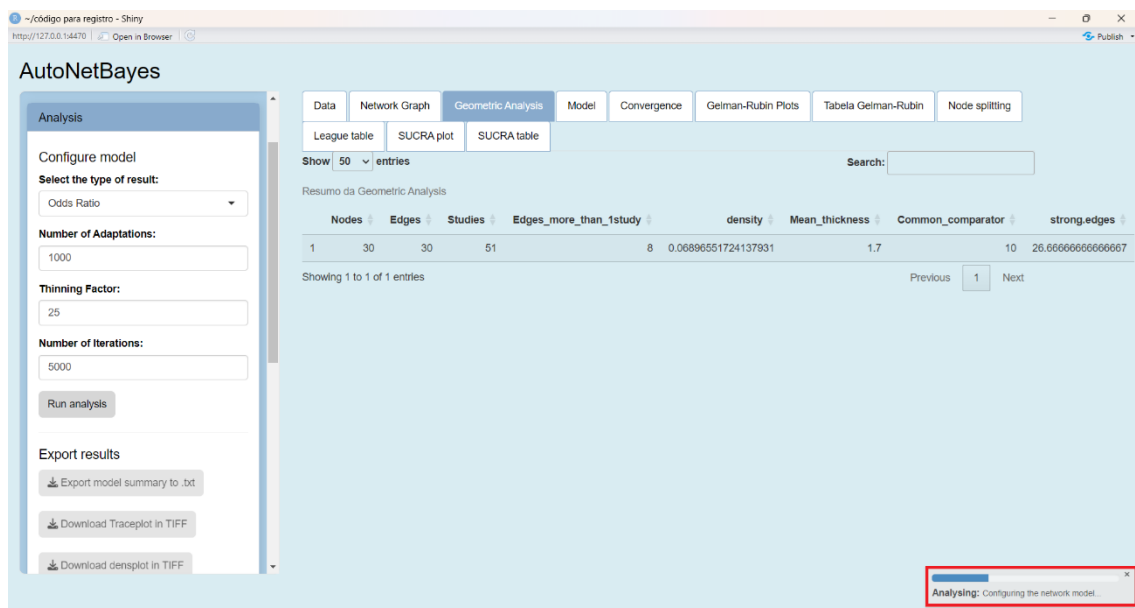 ~/código para registro - Shiny
http://127.0.0.1:4470 Open in Browser Publish
AutoNetBayes
Analysis
Configure model
Select the type of result:
Odds Ratio
Number of Adaptations:
1000
Thinning Factor:
25
Number of Iterations:
5000
Run analysis
Export results
Export model summary to .txt
Download Traceplot in TIFF
Download densplot in TIFF
Data Network Graph Geometric Analysis Model Convergence Gelman-Rubin Plots Tabela Gelman-Rubin Node splitting
League table SUCRA plot SUCRA table
Show 50 entries Search:
Resumo da Geometric Analysis
Nodes Edges Studies Edges_more_than_1study density Mean_thickness Common_comparator strong.edges
1 30 30 51 8 0.06896551724137931 1.7 10 26.66666666666667
Showing 1 to 1 of 1 entries Previous 1 Next
Analysing: Configuring the network model...